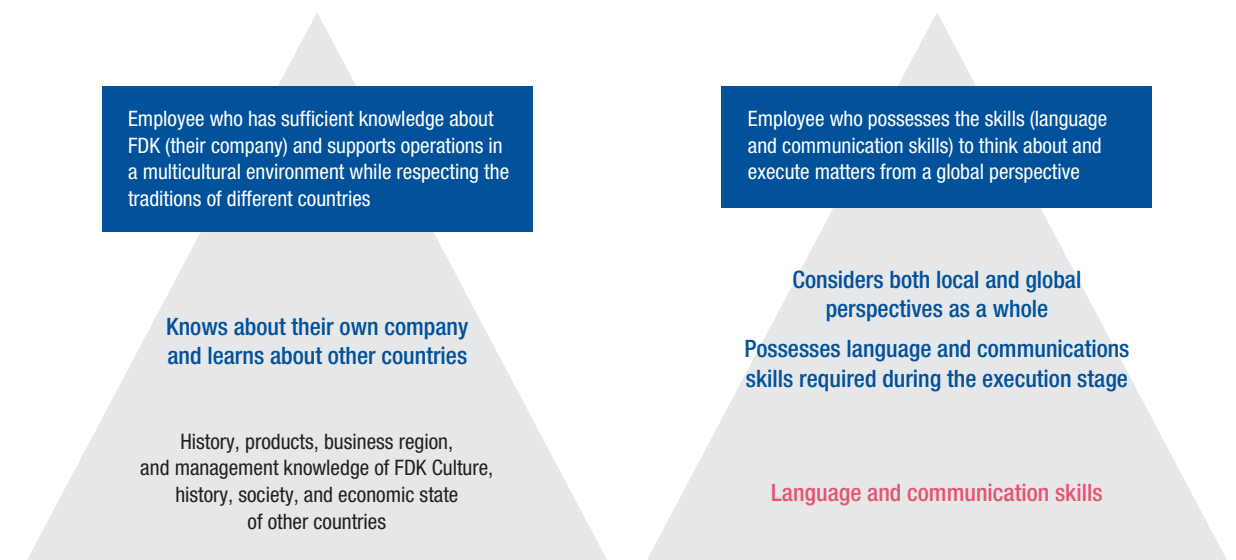 Employee who has sufficient knowledge about
FDK (their company) and supports operations in
a multicultural environment while respecting the
traditions of different countries
Knows about their own company
and learns about other countries
History, products, business region,
and management knowledge of FDK Culture,
history, society, and economic state
of other countries
Employee who possesses the skills (language
and communication skills) to think about and
execute matters from a global perspective
Considers both local and global
perspectives as a whole
Possesses language and communications
skills required during the execution stage
Language and communication skills